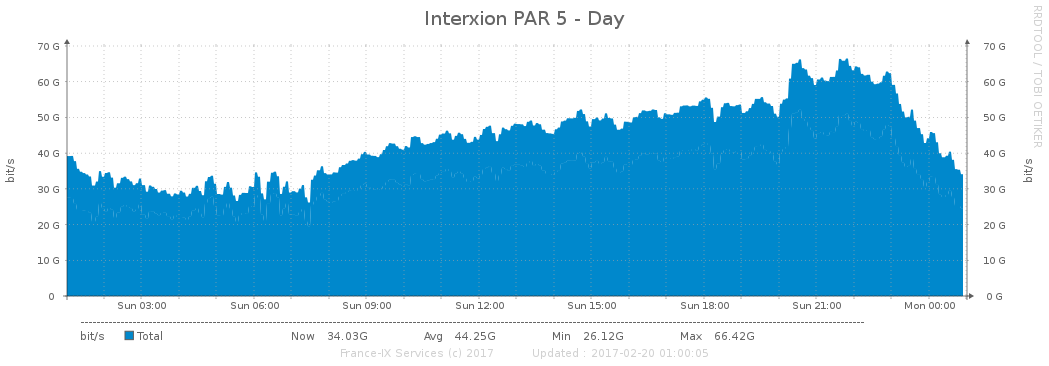 Interxion PAR 5 - Day
RRDTOOL / TOBI OETIKER
70 G 70 G
60 G 60 G
50 G 50 G
40 G 40 G
30 G 30 G
20 G 20 G
10 G 10 G
0 0 G
bit/s bit/s
Sun 03:00 Sun 06:00 Sun 09:00 Sun 12:00 Sun 15:00 Sun 18:00 Sun 21:00 Mon 00:00
bit/s Total Now 34.03G Avg 44.25G Min 26.12G Max 66.42G
France-IX Services (c) 2017 Updated : 2017-02-20 01:00:05